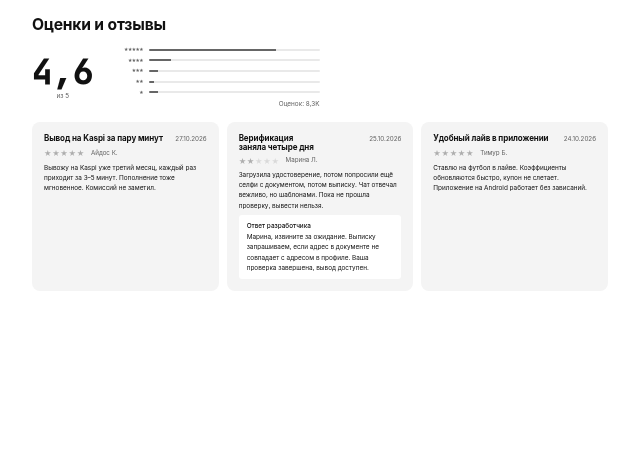 Оценки и отзывы
4,6
из 5
★★★★★
★★★★
★★★
★★
★
Оценок: 8,3K
Вывод на Kaspi за пару минут
27.10.2026
★★★★★ Айдос К.
Вывожу на Kaspi уже третий месяц, каждый раз
приходит за 3–5 минут. Пополнение тоже
мгновенное. Комиссий не заметил.
Верификация
заняла четыре дня
25.10.2026
★★★★★ Марина Л.
Загрузила удостоверение, потом попросили ещё
селфи с документом, потом выписку. Чат отвечал
вежливо, но шаблонами. Пока не прошла
проверку, вывести нельзя.
Ответ разработчика
Марина, извините за ожидание. Выписку
запрашиваем, если адрес в документе не
совпадает с адресом в профиле. Ваша
проверка завершена, вывод доступен.
Удобный лайв в приложении
24.10.2026
★★★★★ Тимур Б.
Ставлю на футбол в лайве. Коэффициенты
обновляются быстро, купон не слетает.
Приложение на Android работает без зависаний.